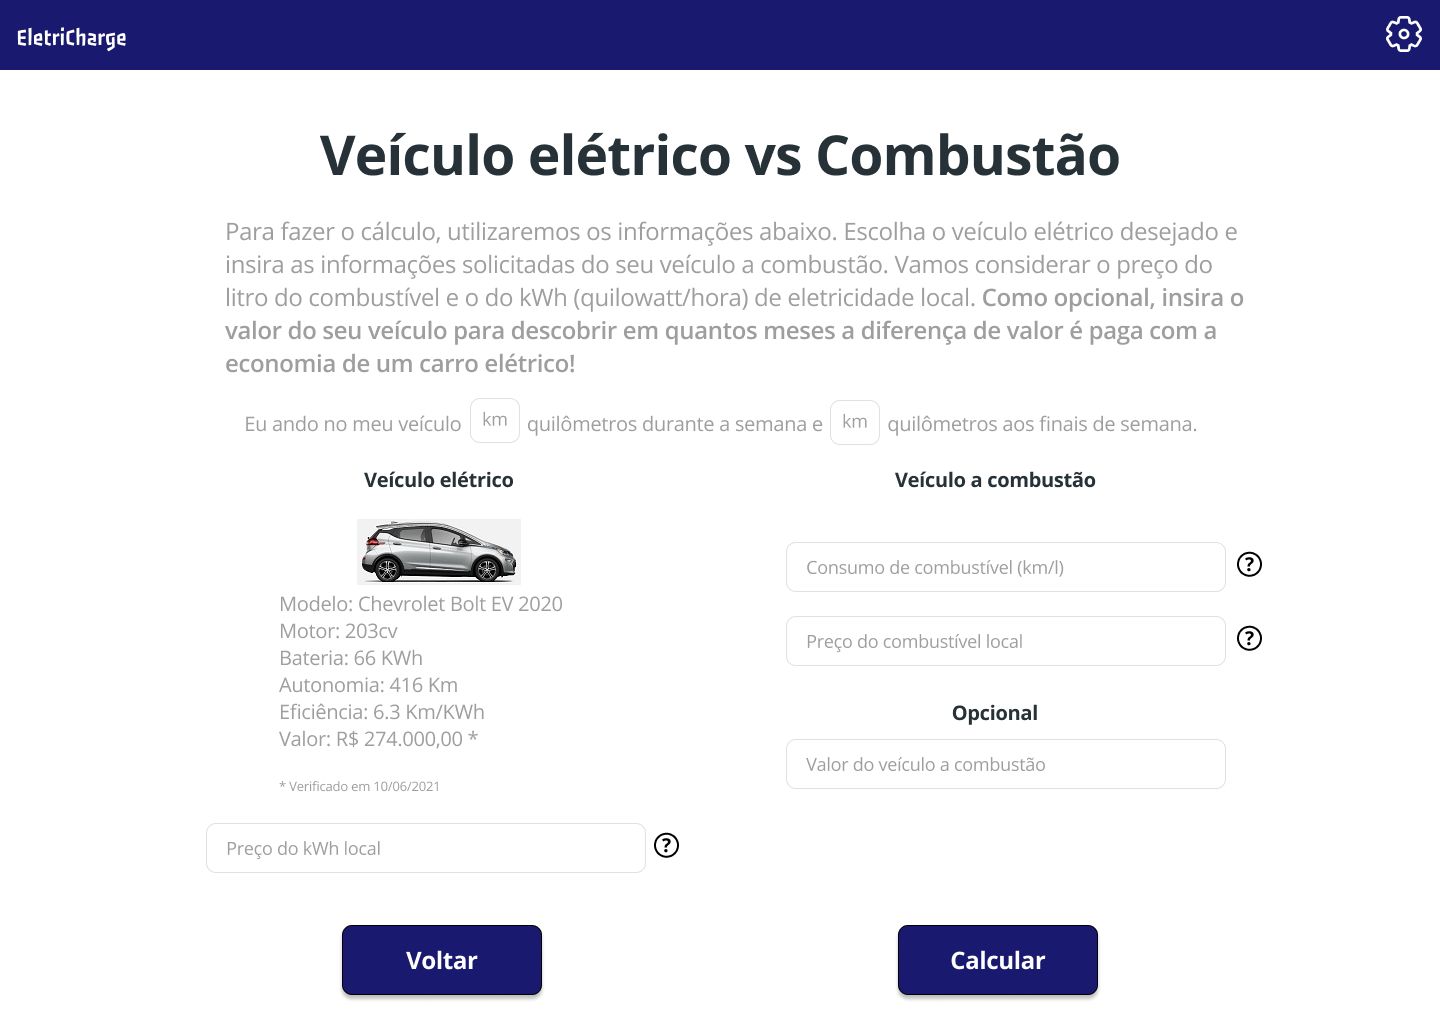 EletriCharge
Veículo elétrico vs Combustão
Para fazer o cálculo, utilizaremos os informações abaixo. Escolha o veículo elétrico desejado e
insira as informações solicitadas do seu veículo a combustão. Vamos considerar o preço do
litro do combustível e o do kWh (quilowatt/hora) de eletricidade local. Como opcional, insira o
valor do seu veículo para descobrir em quantos meses a diferença de valor é paga com a
economia de um carro elétrico!
Eu ando no meu veículo km quilômetros durante a semana e km quilômetros aos finais de semana.
Veículo elétrico
Modelo: Chevrolet Bolt EV 2020
Motor: 203cv
Bateria: 66 KWh
Autonomia: 416 Km
Eficiência: 6.3 Km/KWh
Valor: R$ 274.000,00 *
* Verificado em 10/06/2021
Preço do kWh local
?
Veículo a combustão
Consumo de combustível (km/l)
?
Preço do combustível local
?
Opcional
Valor do veículo a combustão
Voltar
Calcular